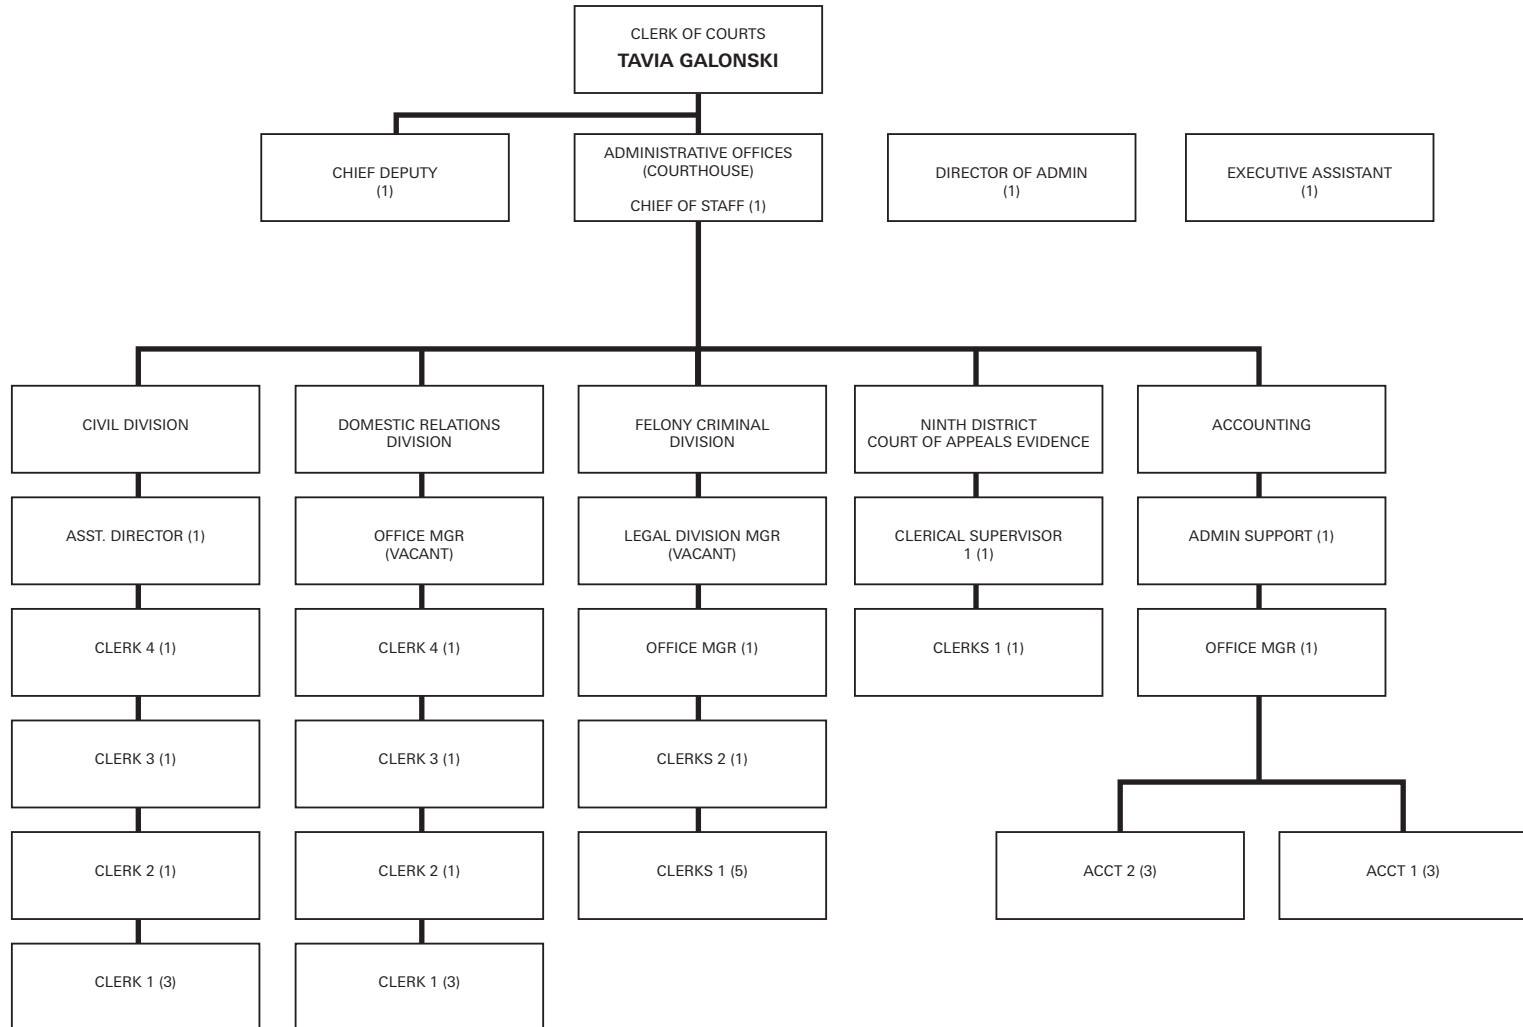 CLERK OF COURTS
TAVIA GALONSKI
CHIEF DEPUTY
(1)
ADMINISTRATIVE OFFICES
(COURTHOUSE)
CHIEF OF STAFF (1)
DIRECTOR OF ADMIN
(1)
EXECUTIVE ASSISTANT
(1)
CIVIL DIVISION
DOMESTIC RELATIONS
DIVISION
FELONY CRIMINAL
DIVISION
NINTH DISTRICT
COURT OF APPEALS EVIDENCE
ACCOUNTING
ASST. DIRECTOR (1)
OFFICE MGR
(VACANT)
LEGAL DIVISION MGR
(VACANT)
CLERICAL SUPERVISOR
1 (1)
ADMIN SUPPORT (1)
CLERK 4 (1)
CLERK 4 (1)
OFFICE MGR (1)
CLERKS 1 (1)
OFFICE MGR (1)
CLERK 3 (1)
CLERK 3 (1)
CLERKS 2 (1)
CLERK 2 (1)
CLERK 2 (1)
CLERKS 1 (5)
ACCT 2 (3)
ACCT 1 (3)
CLERK 1 (3)
CLERK 1 (3)